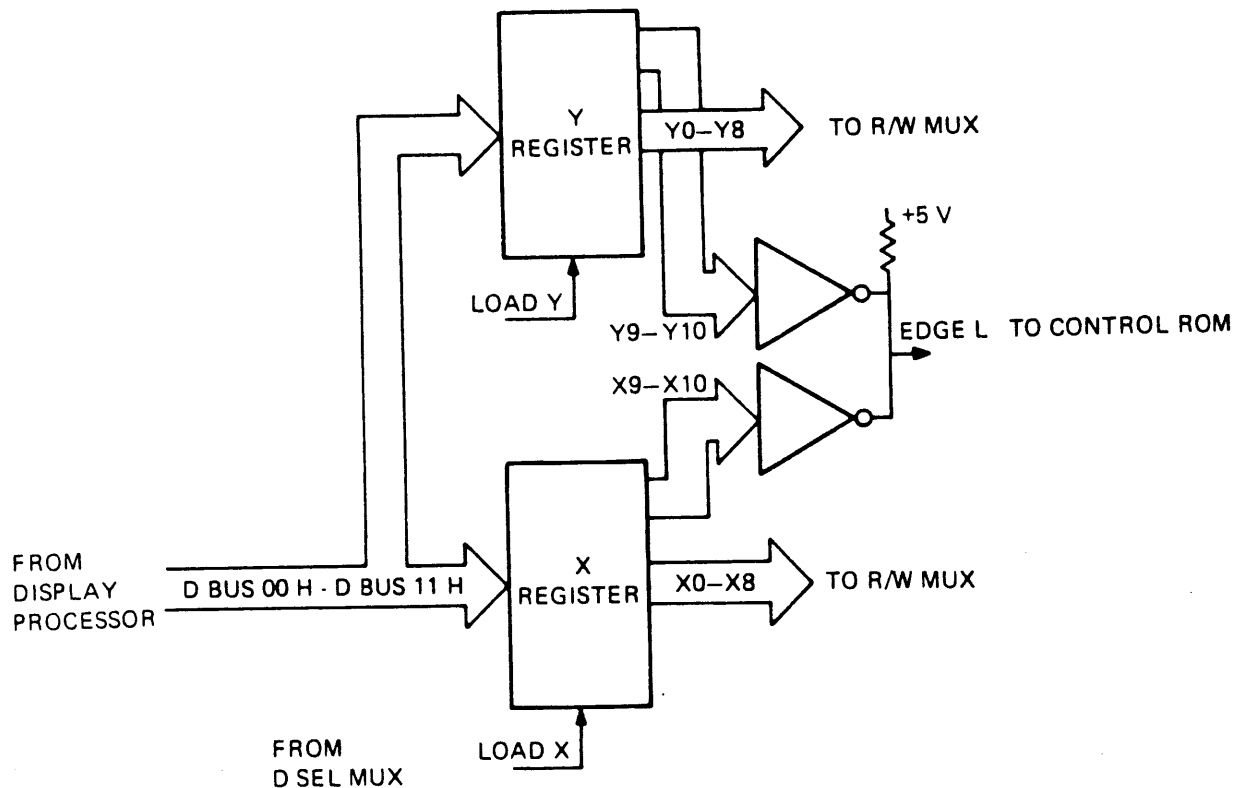 Y
REGISTER
Y0–Y8
TO R/W MUX
+5 V
LOAD Y
Y9–Y10
EDGE L TO CONTROL ROM
X9–X10
FROM
DISPLAY
PROCESSOR
D BUS 00 H - D BUS 11 H
X
REGISTER
X0–X8
TO R/W MUX
LOAD X
FROM
D SEL MUX